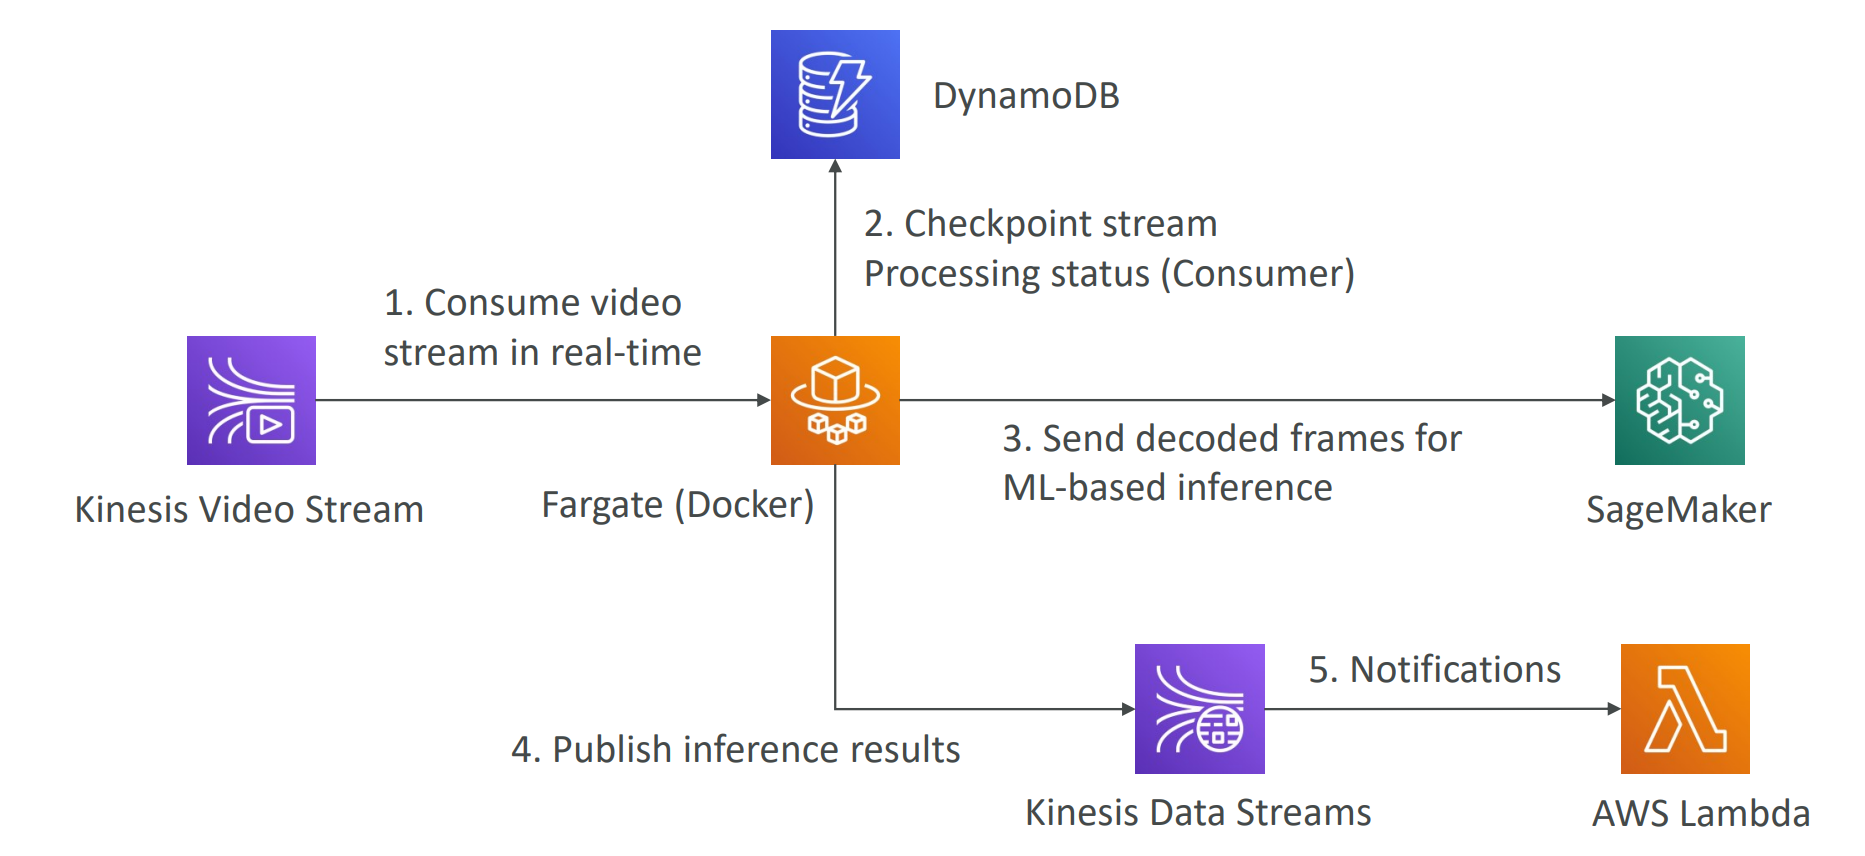 DynamoDB
2. Checkpoint stream
Processing status (Consumer)
1. Consume video
stream in real-time
Kinesis Video Stream
Fargate (Docker)
3. Send decoded frames for
ML-based inference
SageMaker
4. Publish inference results
Kinesis Data Streams
5. Notifications
AWS Lambda